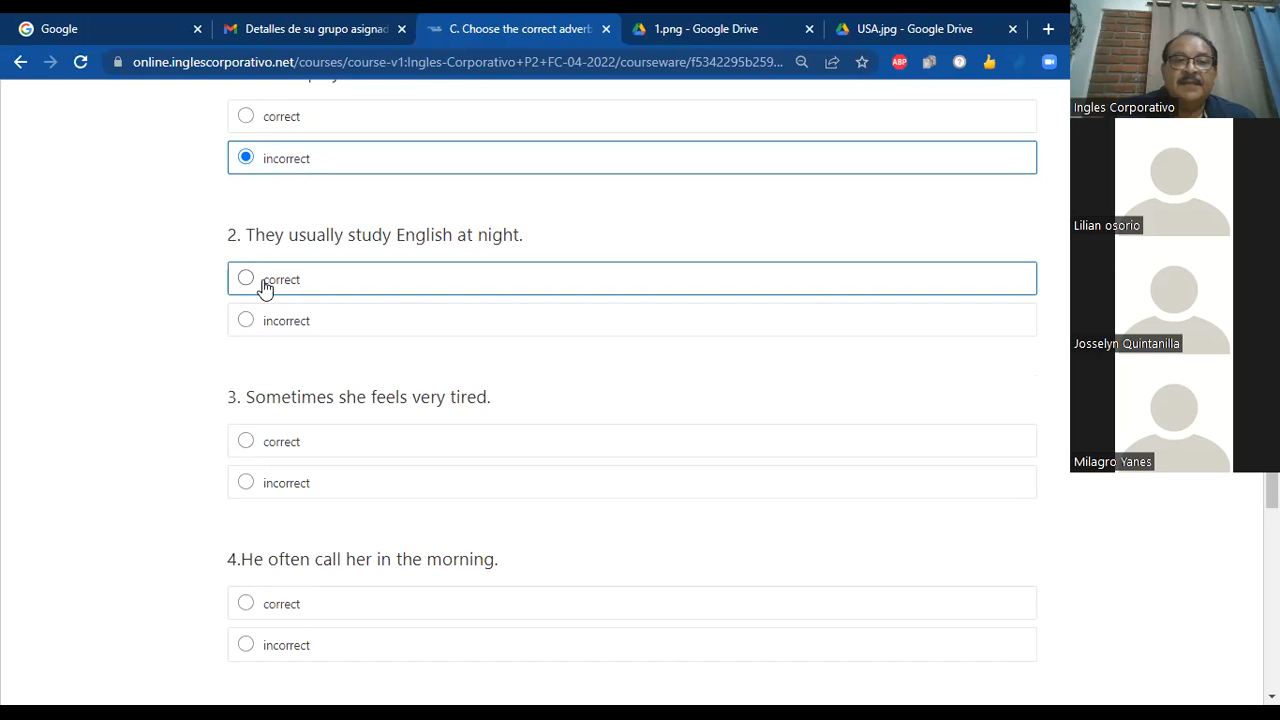 Google
Detalles de su grupo asignad
C. Choose the correct adverb
1.png - Google Drive
USA.jpg - Google Drive
online.inglescorporativo.net/courses/course-v1:Ingles-Corporativo+P2+FC-04-2022/courseware/f5342295b259...
ABP
correct
incorrect
2. They usually study English at night.
correct
incorrect
3. Sometimes she feels very tired.
correct
incorrect
4.He often call her in the morning.
correct
incorrect
Ingles Corporativo
Lilian osorio
Josselyn Quintanilla
Milagro Yanes